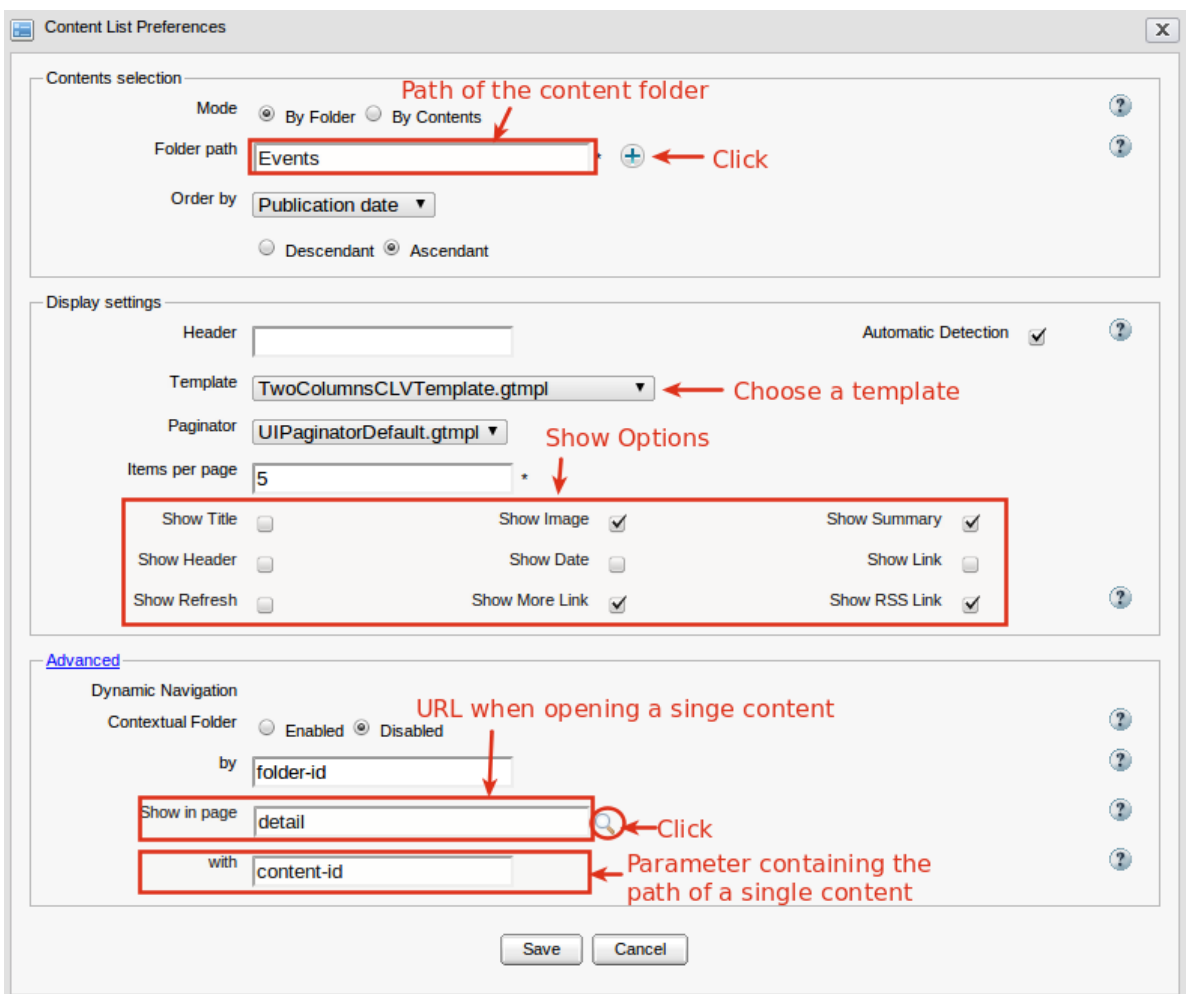 Content List Preferences
X
Contents selection
Path of the content folder
Mode By Folder By Contents ?
Folder path Events * Click ?
Order by Publication date
Descendant Ascendant
Display settings
Header Automatic Detection ?
Template TwoColumnsCLVTemplate.gtmpl Choose a template
Paginator UIPaginatorDefault.gtmpl Show Options
Items per page 5 *
Show Title Show Image Show Summary
Show Header Show Date Show Link
Show Refresh Show More Link Show RSS Link ?
Advanced
Dynamic Navigation
URL when opening a singe content
Contextual Folder Enabled Disabled ?
by folder-id ?
Show in page detail Click ?
with content-id Parameter containing the ?
path of a single content
Save Cancel